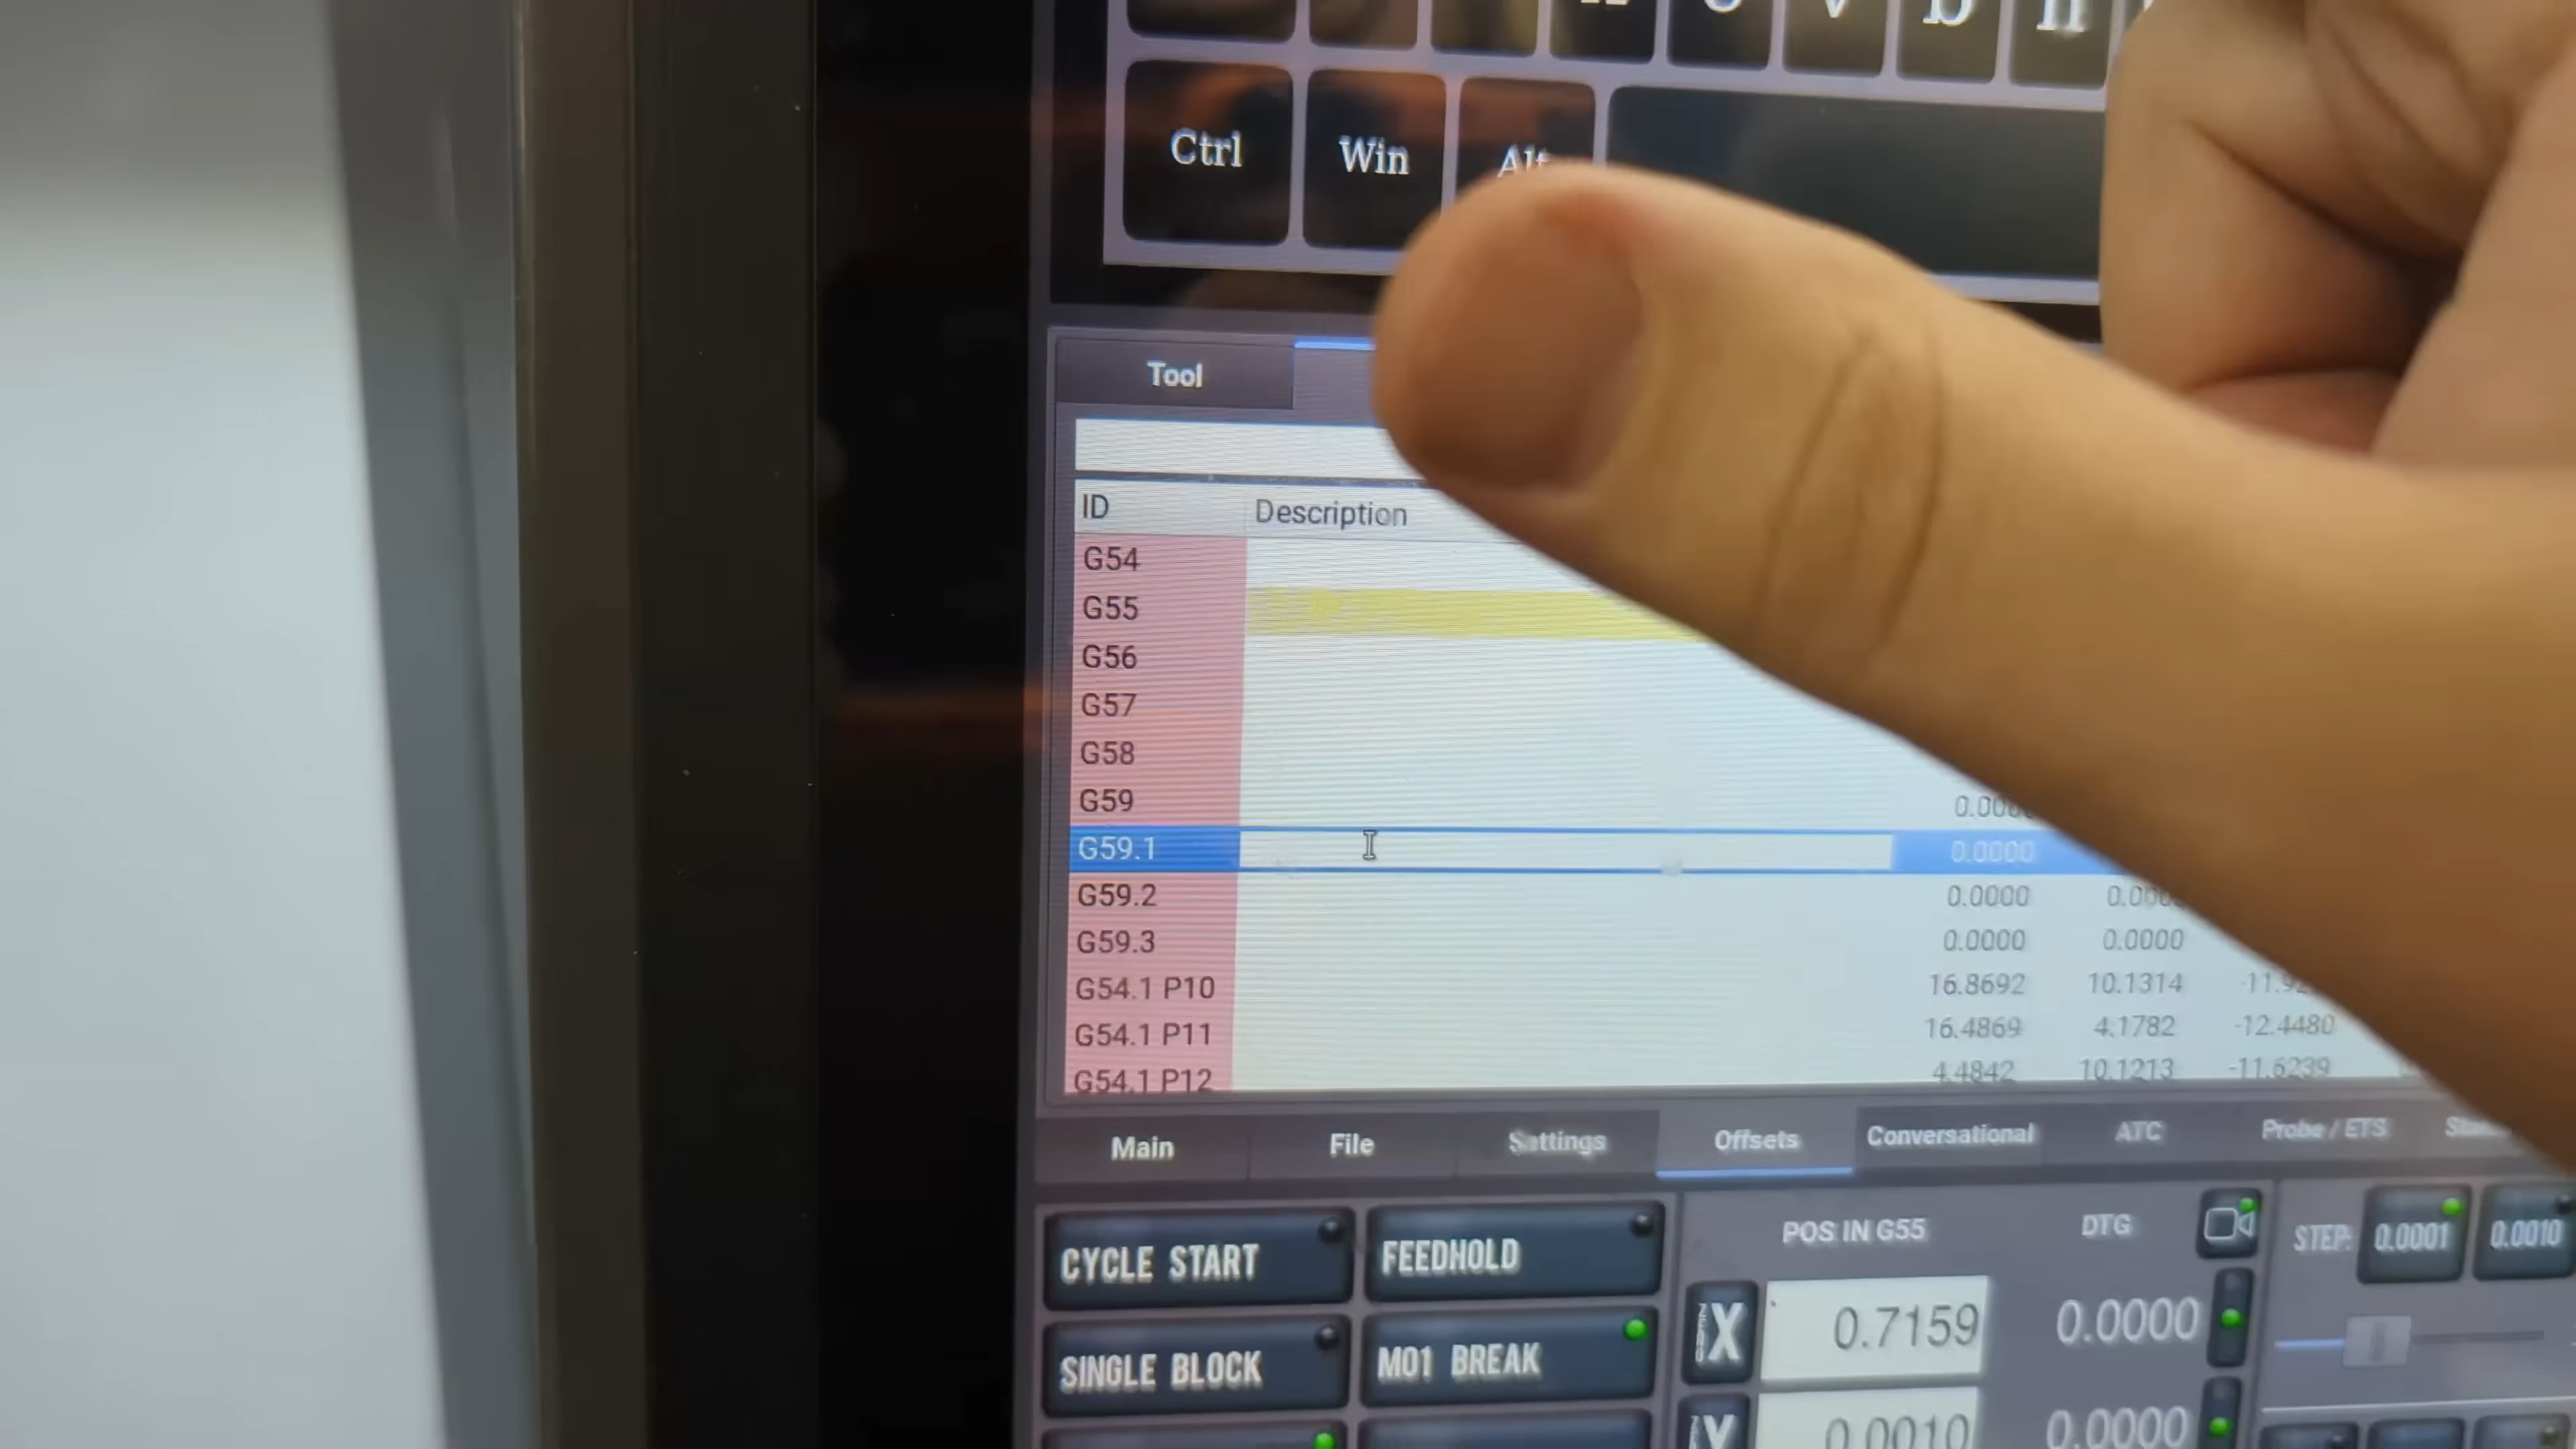 v b n
Ctrl Win Alt
Tool
ID Description
G54
G55
G56
G57
G58
G59
G59.1 0.0000
G59.2 0.0000
G59.3 0.0000 0.0000
G54.1 P10 16.8692 10.1314
G54.1 P11 16.4869 4.1782 -12.4480
G54.1 P12 4.4842 10.1213 -11.6239
Main File Settings Offsets Conversational ATC Probe / ETS
CYCLE START FEEDHOLD POS IN G55 DTG STEP: 0.0001 0.0010
ZERO X 0.7159 0.0000
SINGLE BLOCK M01 BREAK
Y 0.0010 0.0000